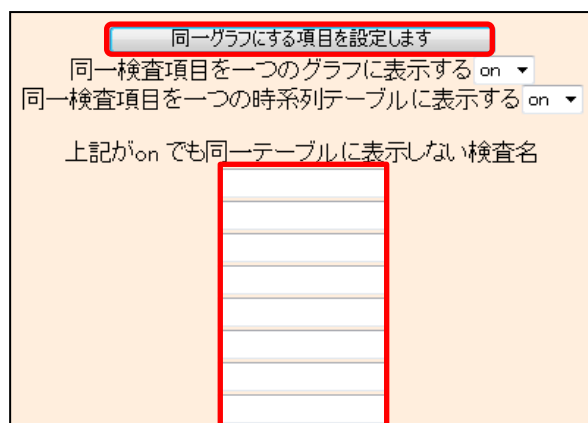 同一グラフにする項目を設定します
同一検査項目を一つのグラフに表示する on ▼
同一検査項目を一つの時系列テーブルに表示する on ▼
上記がon でも同一テーブルに表示しない検査名